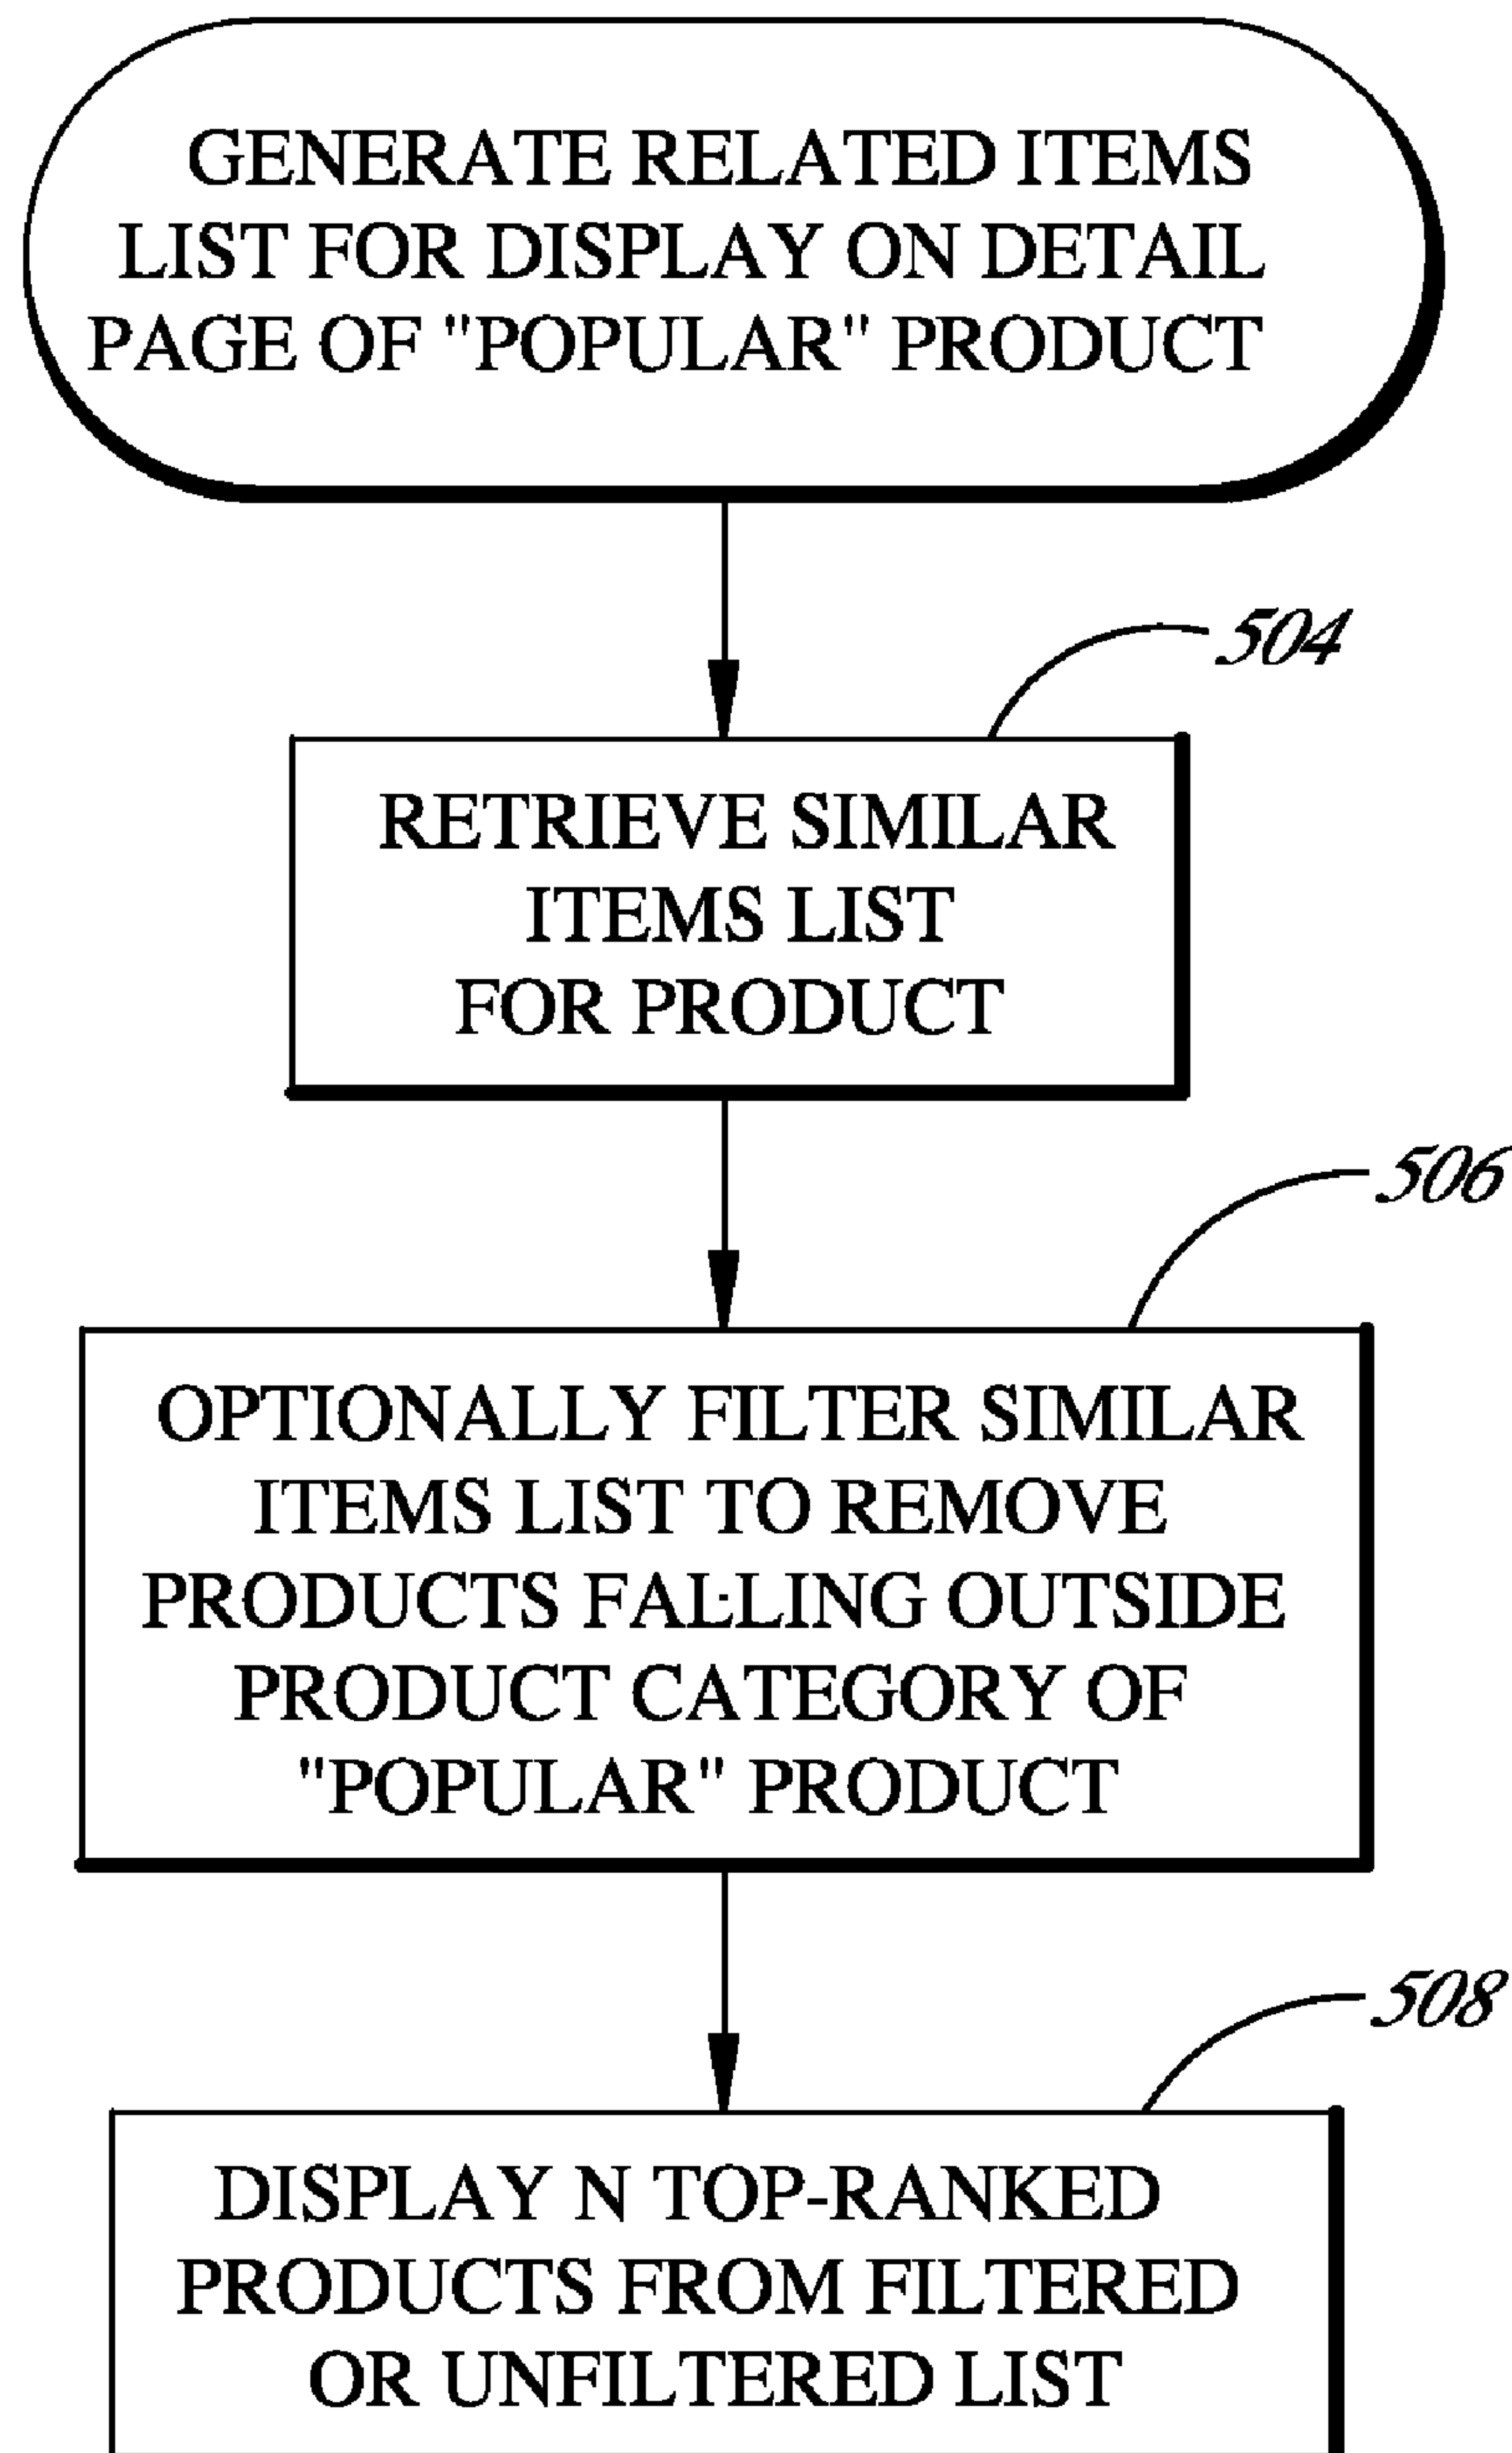 GENERATE RELATED ITEMS
LIST FOR DISPLAY ON DETAIL
PAGE OF "POPULAR" PRODUCT
504
RETRIEVE SIMILAR
ITEMS LIST
FOR PRODUCT
506
OPTIONALLY FILTER SIMILAR
ITEMS LIST TO REMOVE
PRODUCTS FALLING OUTSIDE
PRODUCT CATEGORY OF
"POPULAR" PRODUCT
508
DISPLAY N TOP-RANKED
PRODUCTS FROM FILTERED
OR UNFILTERED LIST